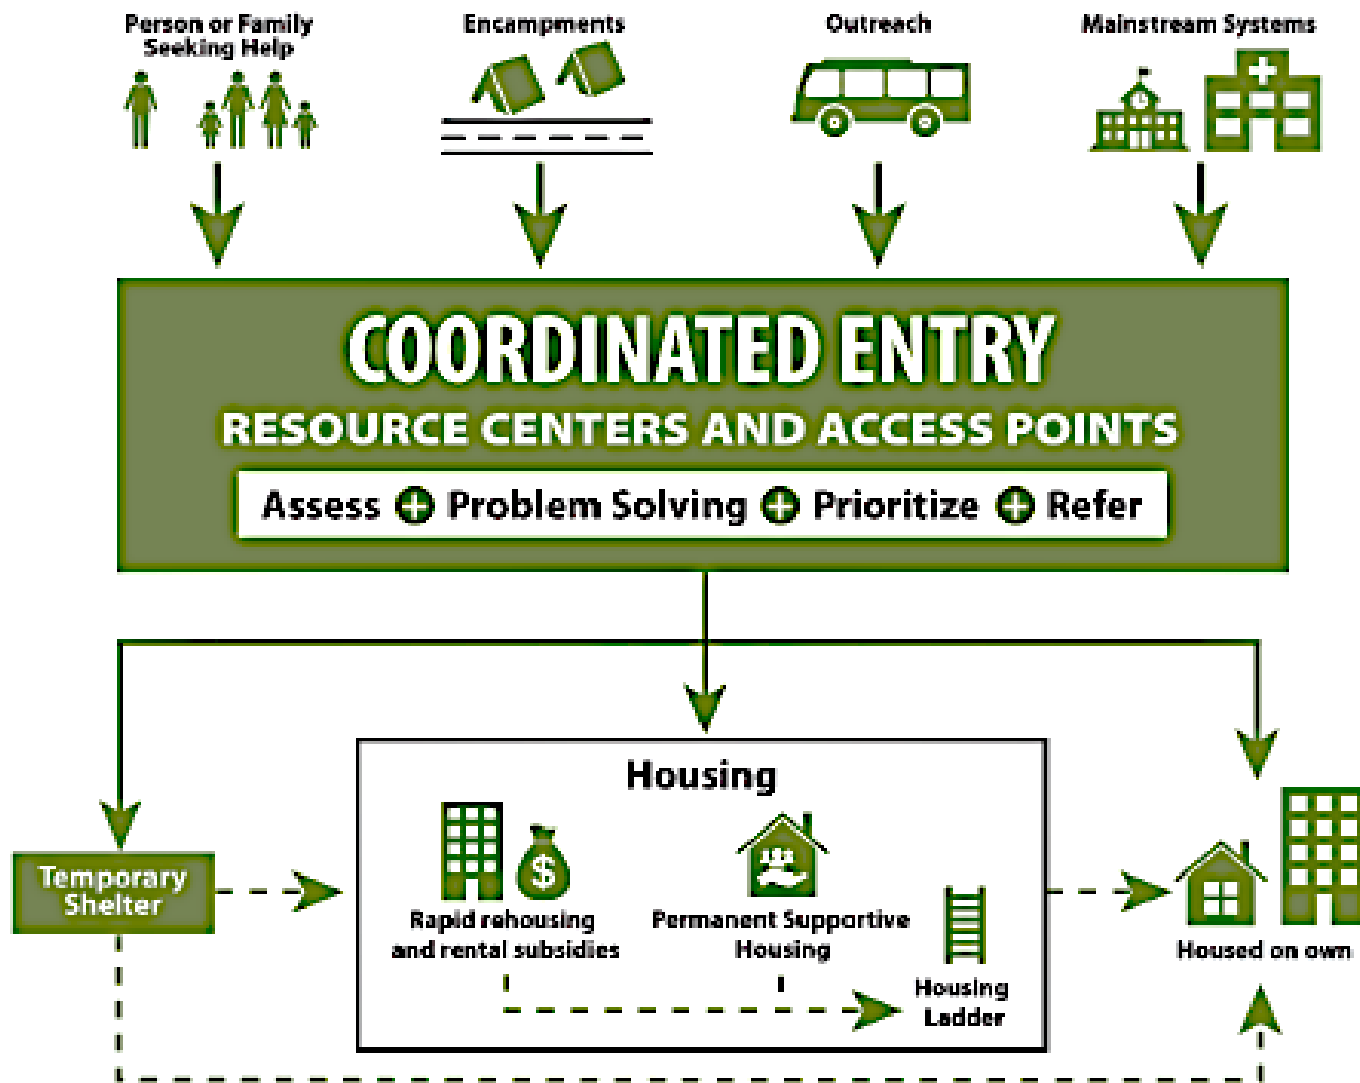 Person or Family
Seeking Help
Encampments
Outreach
Mainstream Systems
COORDINATED ENTRY
RESOURCE CENTERS AND ACCESS POINTS
Assess + Problem Solving + Prioritize + Refer
Housing
Temporary
Shelter
$
Rapid rehousing
and rental subsidies
Permanent Supportive
Housing
Housing
Ladder
Housed on own